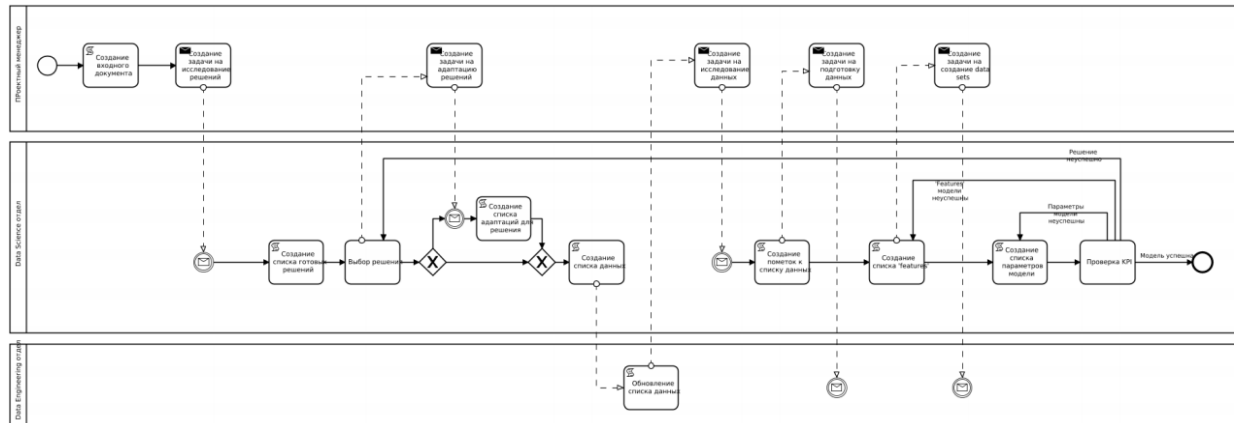 ПРоектный менеджер
Создание
входного
документа
Создание
задачи на
исследование
решений
Создание
задачи на
адаптацию
решений
Создание
задачи на
исследование
данных
Создание
задачи на
подготовку
данных
Создание
задачи на
создание data
sets
Data Science отдел
Решение
неуспешно
'Features'
модели
неуспешны
Параметры
модели
неуспешны
Создание
списка
адаптаций для
решения
Создание
списка готовых
решений
Выбор решения
X
X
Создание
списка данных
Создание
пометок к
списку данных
Создание
списка 'features'
Создание
списка
параметров
модели
Проверка KPI
Модель успешна
Data Engineering отдел
Обновление
списка данных